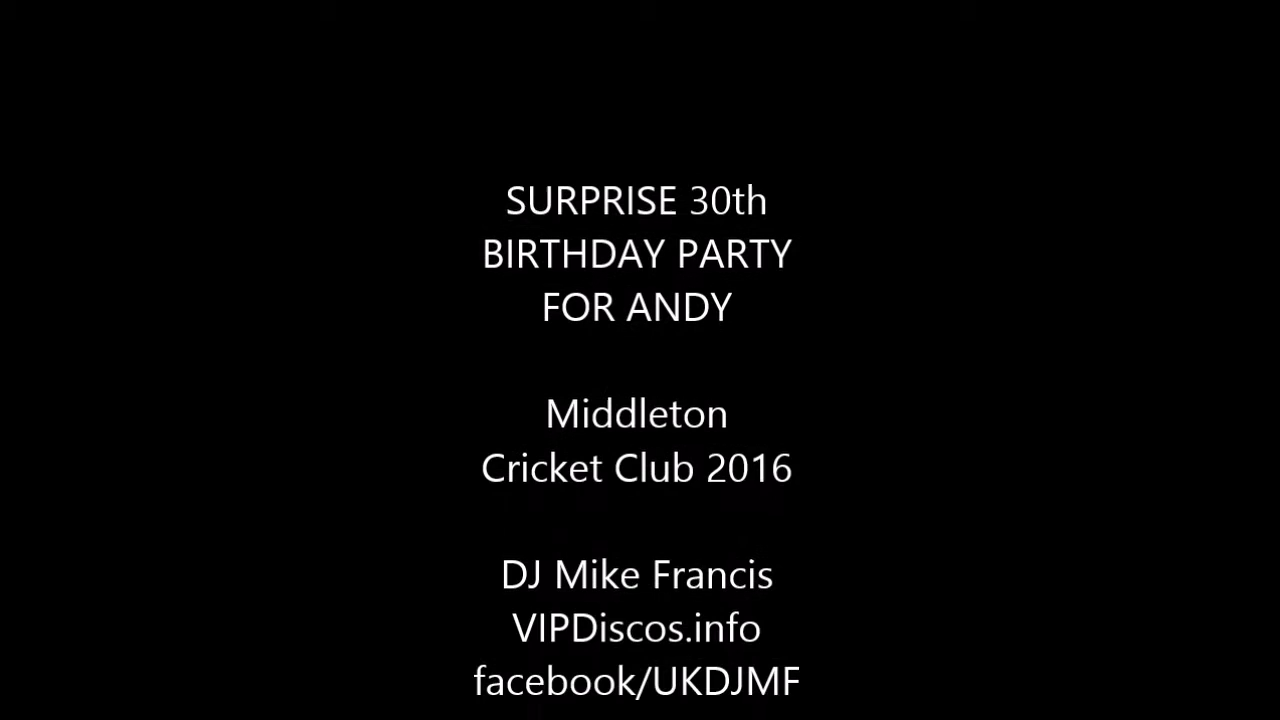 SURPRISE 30th
BIRTHDAY PARTY
FOR ANDY
Middleton
Cricket Club 2016
DJ Mike Francis
VIPDiscos.info
facebook/UKDJMF